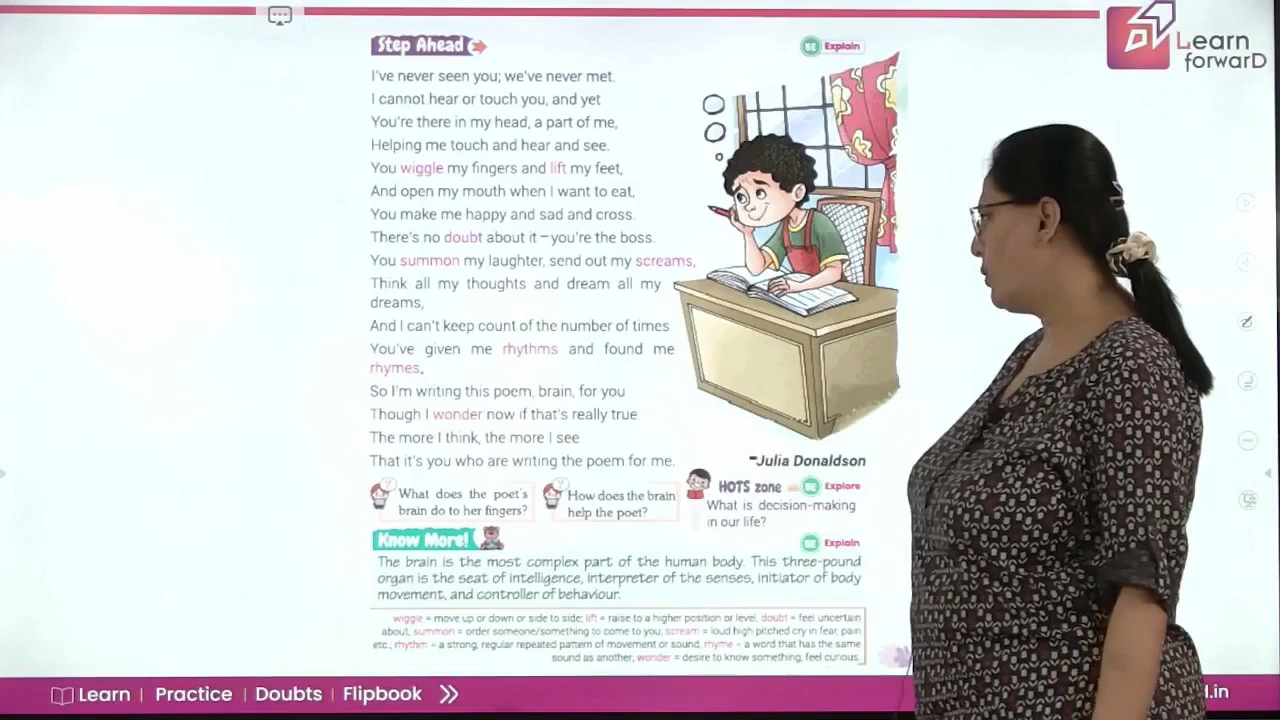 Learn
forwarD
Step Ahead
5E Explain
I've never seen you; we've never met.
I cannot hear or touch you, and yet
You're there in my head, a part of me,
Helping me touch and hear and see.
You wiggle my fingers and lift my feet,
And open my mouth when I want to eat,
You make me happy and sad and cross.
There's no doubt about it – you're the boss.
You summon my laughter, send out my screams,
Think all my thoughts and dream all my
dreams,
And I can't keep count of the number of times
You've given me rhythms and found me
rhymes.
So I'm writing this poem, brain, for you
Though I wonder now if that's really true.
The more I think, the more I see
That it's you who are writing the poem for me.
–Julia Donaldson
What does the poet's
brain do to her fingers?
How does the brain
help the poet?
HOTS zone 5E Explore
What is decision-making
in our life?
Know More!
5E Explain
The brain is the most complex part of the human body. This three-pound
organ is the seat of intelligence, interpreter of the senses, initiator of body
movement, and controller of behaviour.
wiggle = move up or down or side to side; lift = raise to a higher position or level, doubt = feel uncertain
about, summon = order someone/something to come to you; scream = loud high pitched cry in fear, pain
etc., rhythm = a strong, regular repeated pattern of movement or sound, rhyme = a word that has the same
sound as another; wonder = desire to know something, feel curious.
Learn | Practice | Doubts | Flipbook
.in